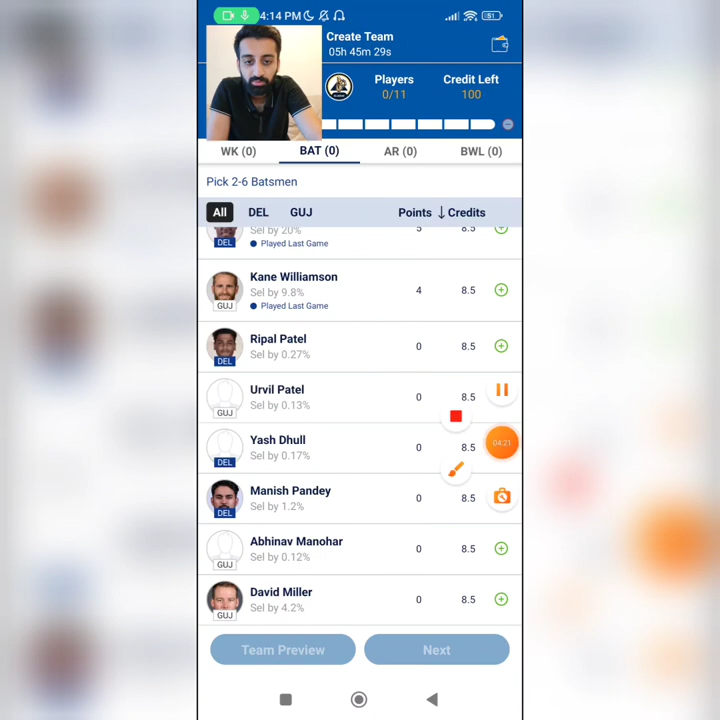 4:14 PM
51
Create Team
05h 45m 29s
Players
Credit Left
0/11
100
WK (0)
BAT (0)
AR (0)
BWL (0)
Pick 2-6 Batsmen
All
DEL
GUJ
Points
Credits
Sel by 20%
5
8.5
DEL
Played Last Game
Kane Williamson
Sel by 9.8%
4
8.5
GUJ
Played Last Game
Ripal Patel
Sel by 0.27%
0
8.5
DEL
Urvil Patel
Sel by 0.13%
0
8.5
GUJ
Yash Dhull
Sel by 0.17%
0
8.5
04:21
DEL
Manish Pandey
Sel by 1.2%
0
8.5
DEL
Abhinav Manohar
Sel by 0.12%
0
8.5
GUJ
David Miller
Sel by 4.2%
0
8.5
GUJ
Team Preview
Next